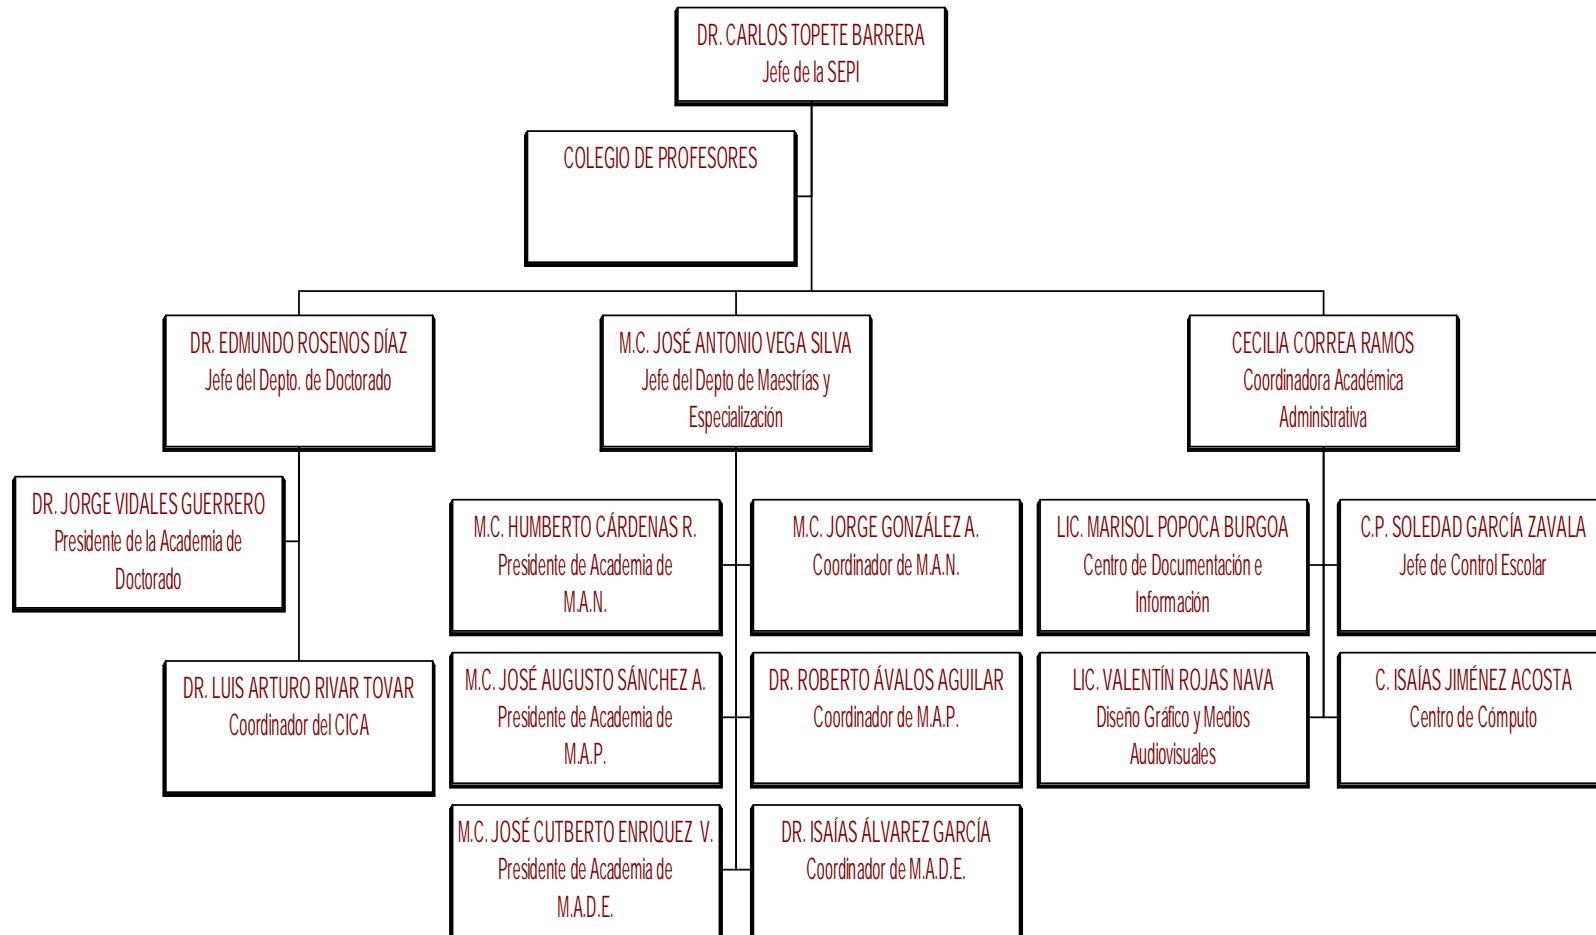 DR. CARLOS TOPETE BARRERA
Jefe de la SEPI
COLEGIO DE PROFESORES
DR. EDMUNDO ROSENOS DÍAZ
Jefe del Depto. de Doctorado
M.C. JOSÉ ANTONIO VEGA SILVA
Jefe del Depto de Maestrías y
Especialización
CECILIA CORREA RAMOS
Coordinadora Académica
Administrativa
DR. JORGE VIDALES GUERRERO
Presidente de la Academia de
Doctorado
DR. LUIS ARTURO RIVAR TOVAR
Coordinador del CICA
M.C. HUMBERTO CÁRDENAS R.
Presidente de Academia de
M.A.N.
M.C. JORGE GONZÁLEZ A.
Coordinador de M.A.N.
M.C. JOSÉ AUGUSTO SÁNCHEZ A.
Presidente de Academia de
M.A.P.
DR. ROBERTO ÁVALOS AGUILAR
Coordinador de M.A.P.
M.C. JOSÉ CUTBERTO ENRIQUEZ V.
Presidente de Academia de
M.A.D.E.
DR. ISAÍAS ÁLVAREZ GARCÍA
Coordinador de M.A.D.E.
LIC. MARISOL POPOCA BURGOA
Centro de Documentación e
Información
C.P. SOLEDAD GARCÍA ZAVALA
Jefe de Control Escolar
LIC. VALENTÍN ROJAS NAVA
Diseño Gráfico y Medios
Audiovisuales
C. ISAÍAS JIMÉNEZ ACOSTA
Centro de Cómputo